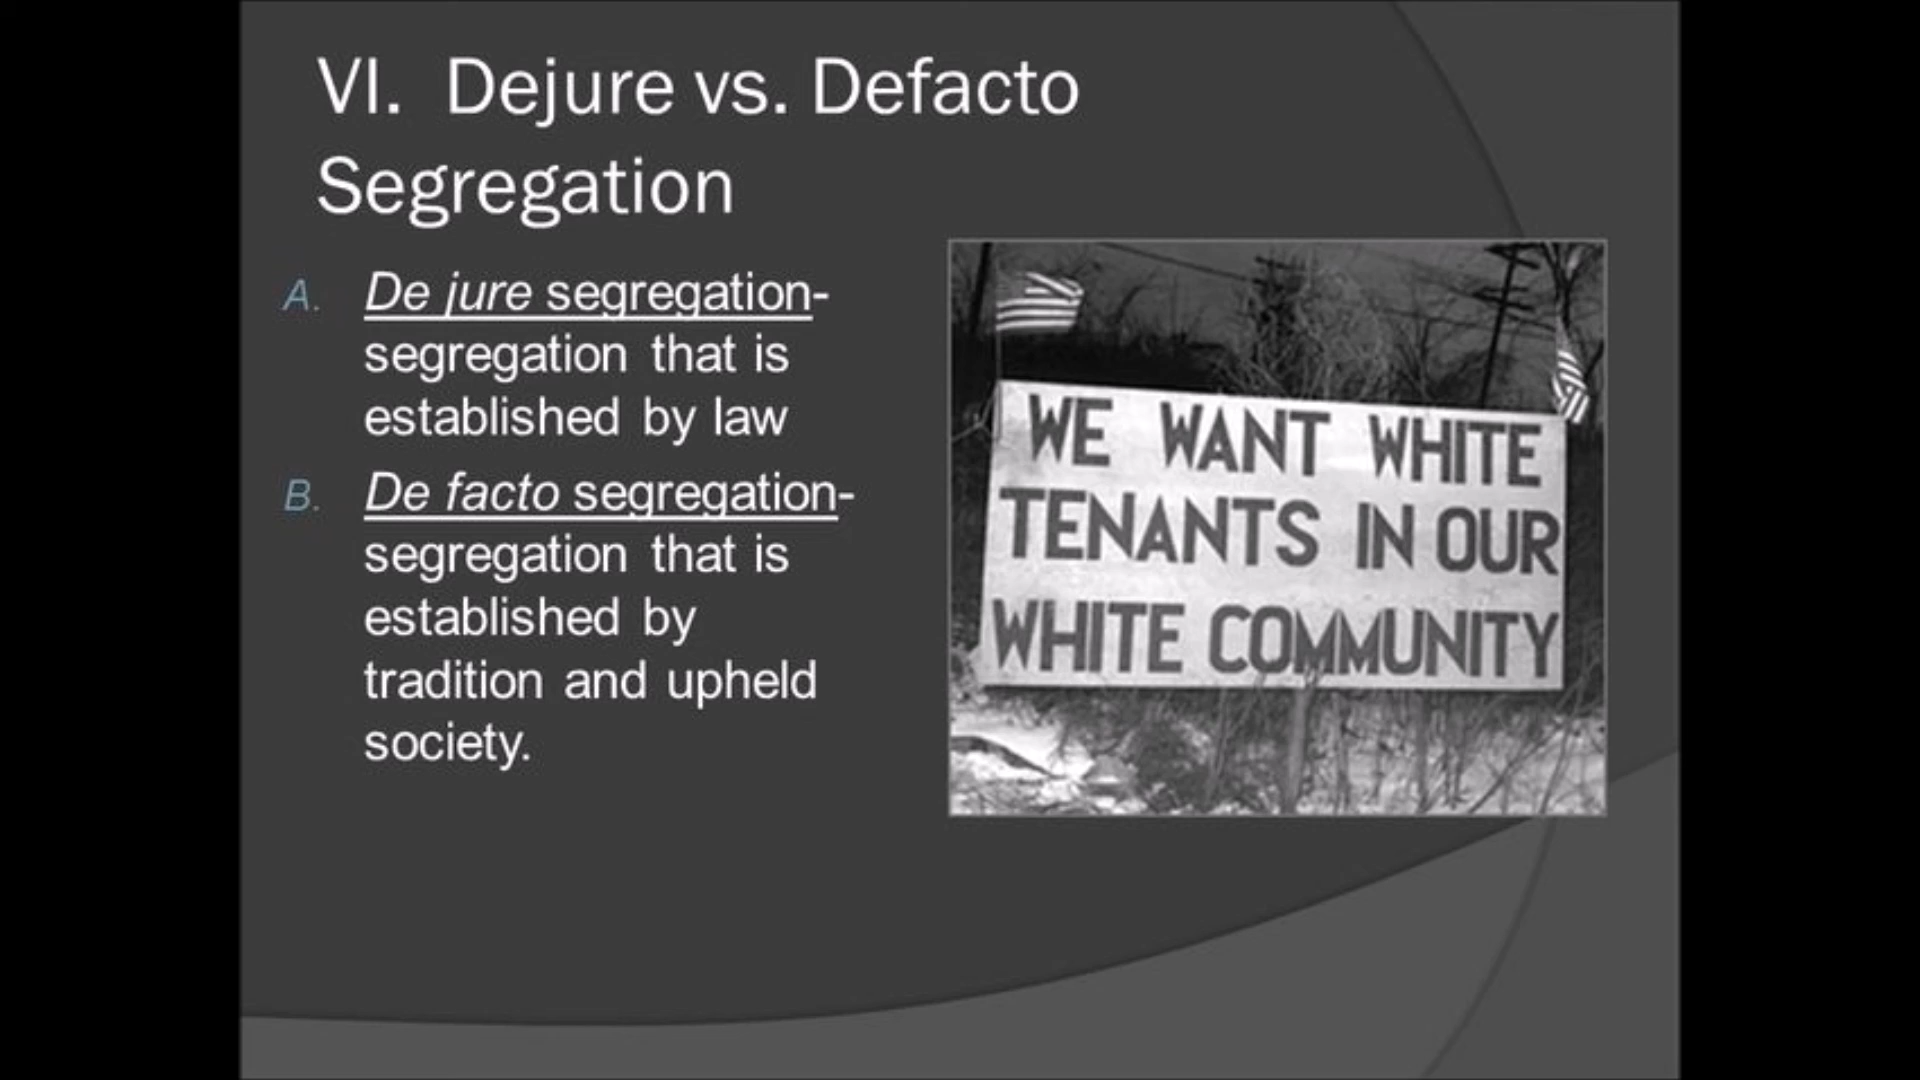 VI. Dejure vs. Defacto
Segregation
A. De jure segregation-
segregation that is
established by law
B. De facto segregation-
segregation that is
established by
tradition and upheld
society.
WE WANT WHITE
TENANTS IN OUR
WHITE COMMUNITY